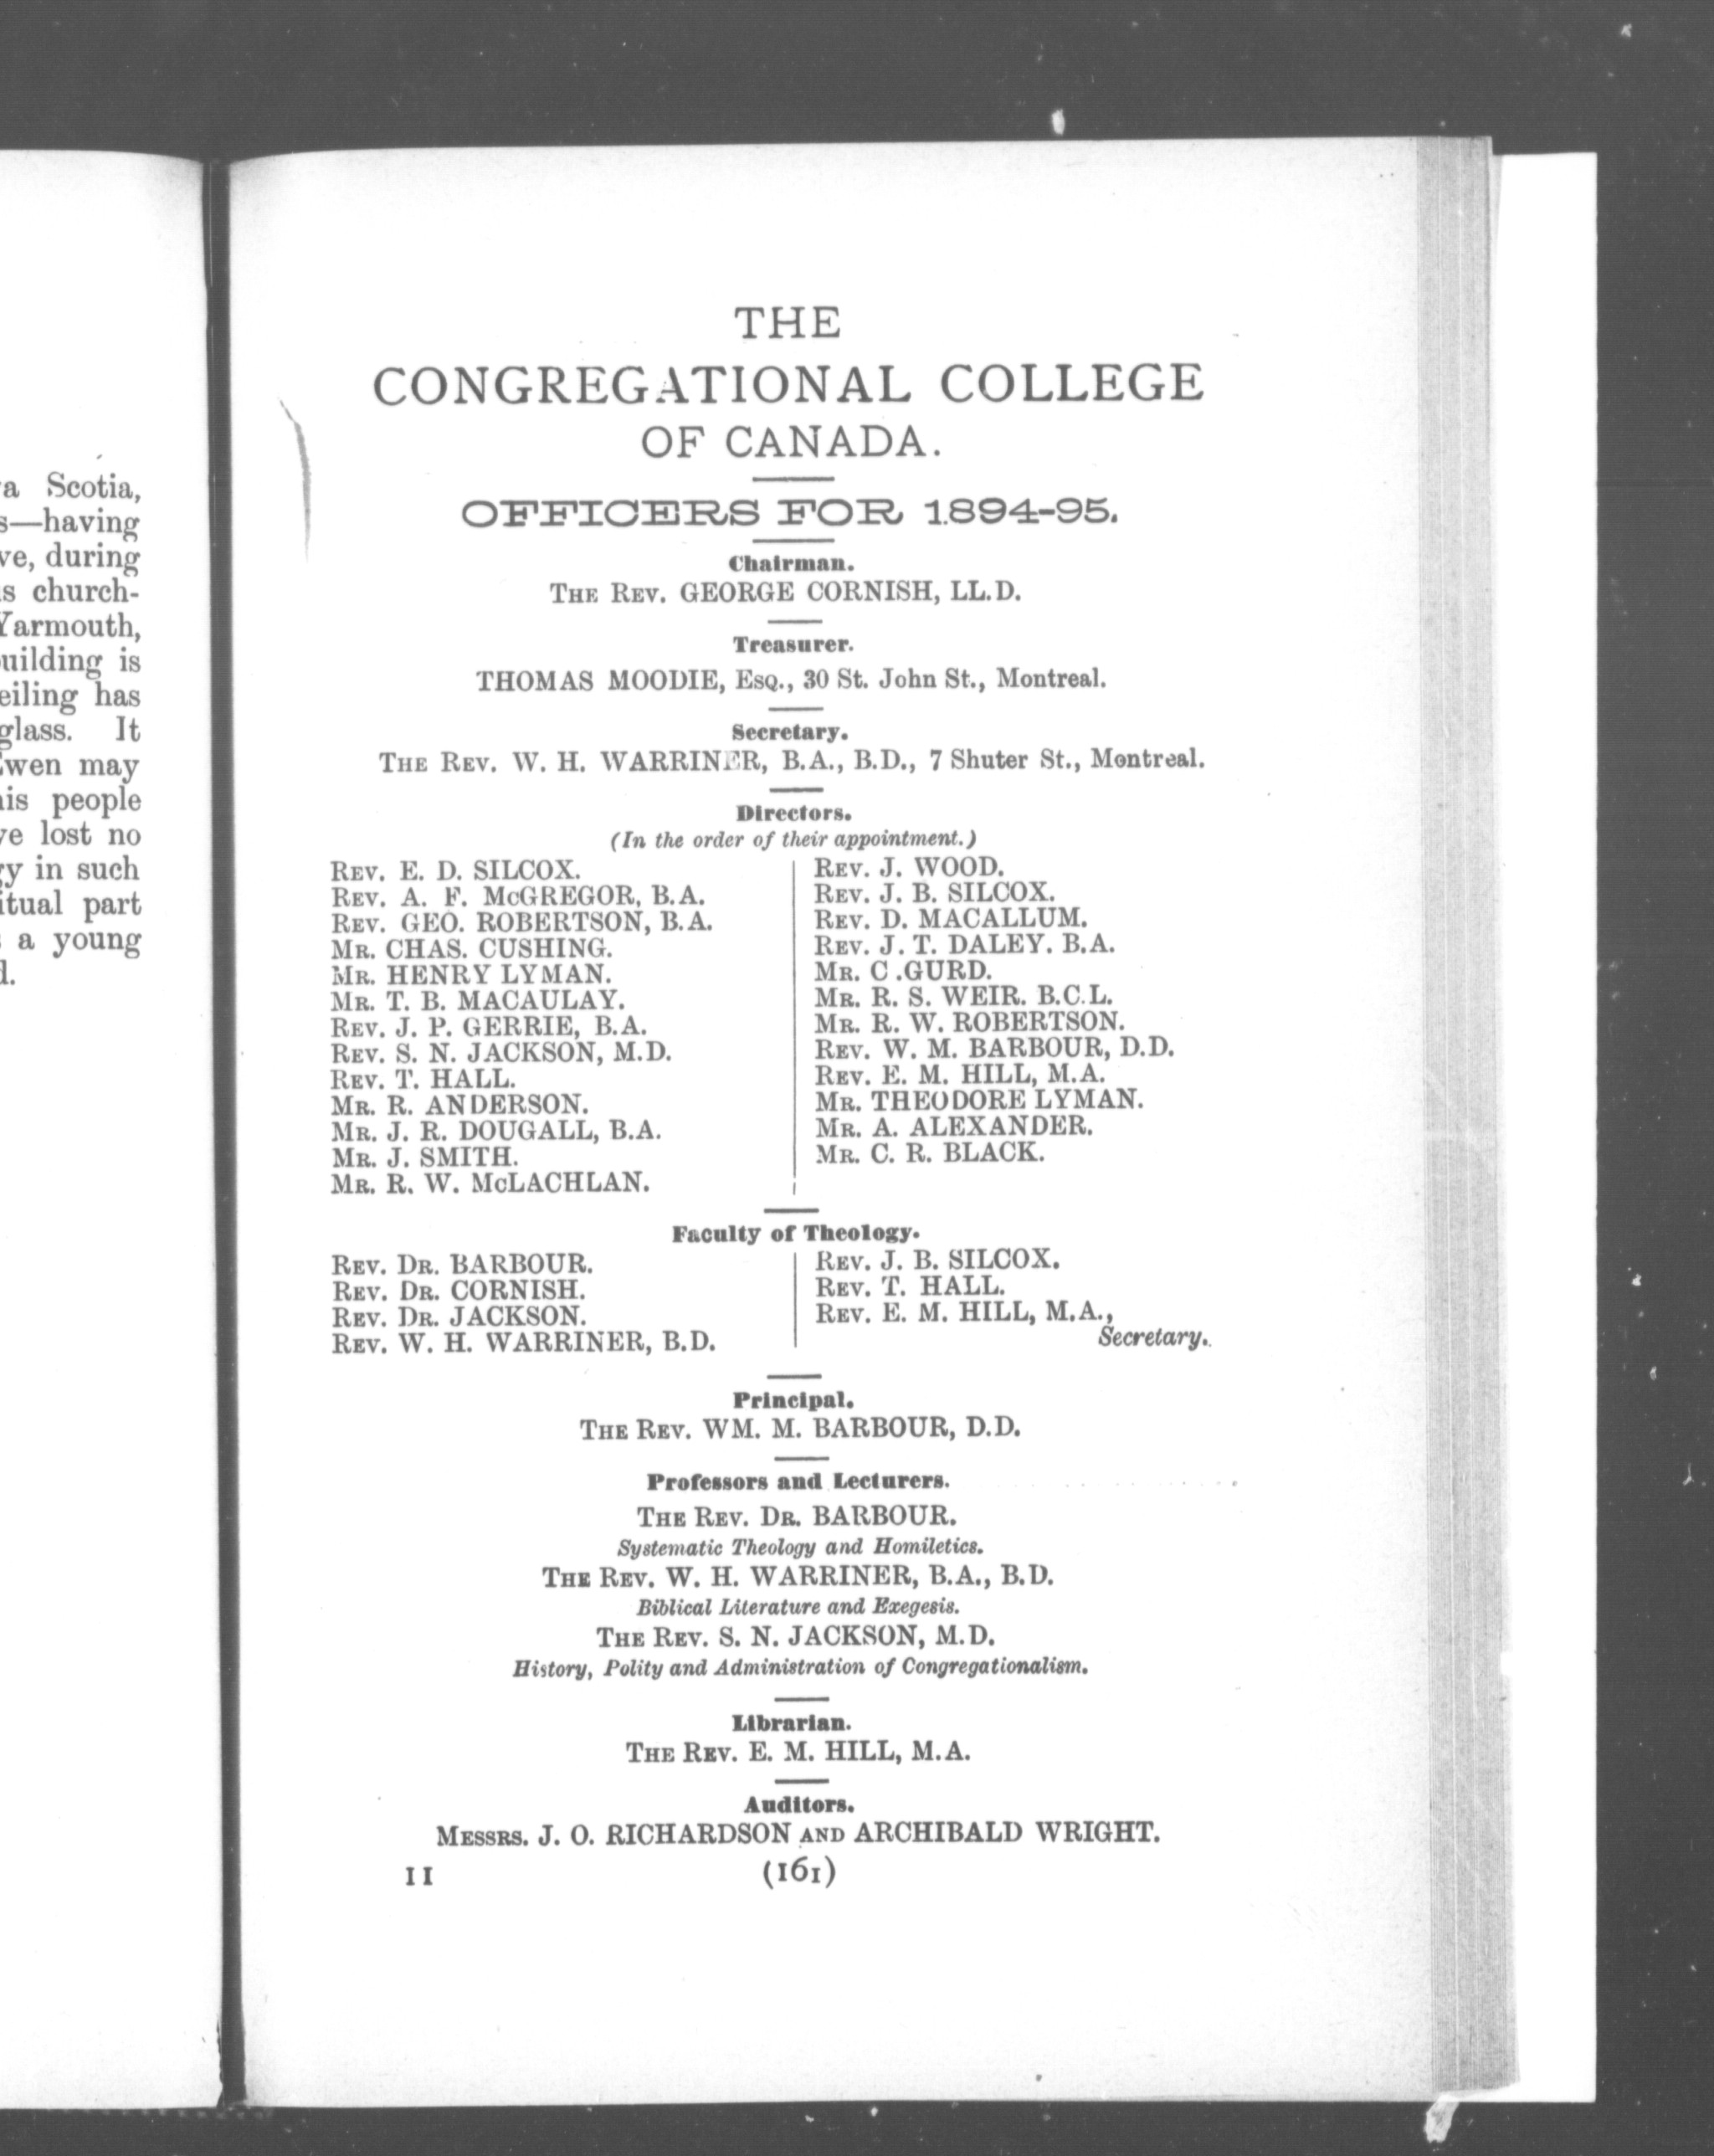 a Scotia,
having
during
church-
Yarmouth,
is
has
glass. It
may
people
lost no
in such
part
a young
THE
CONGREGATIONAL COLLEGE
OF CANADA.
OFFICERS FOR 1894-95.
Chairman.
THE REV. GEORGE CORNISH, LL.D.
Treasurer.
THOMAS MOODIE, ESQ., 30 St. John St., Montreal.
Secretary.
THE REV. W. H. WARRINER, B.A., B.D., 7 Shuter St., Montreal.
Directors.
(In the order of their appointment.)
REV. E. D. SILCOX.
REV. A. F. McGREGOR, B.A.
REV. GEO. ROBERTSON, B.A.
MR. CHAS. CUSHING.
MR. HENRY LYMAN.
MR. T. B. MACAULAY.
REV. J. P. GERRIE, B.A.
REV. S. N. JACKSON, M.D.
REV. T. HALL.
MR. R. ANDERSON.
MR. J. R. DOUGALL, B.A.
MR. J. SMITH.
MR. R. W. McLACHLAN.
REV. J. WOOD.
REV. J. B. SILCOX.
REV. D. MACALLUM.
REV. J. T. DALEY. B.A.
MR. C .GURD.
MR. R. S. WEIR. B.C.L.
MR. R. W. ROBERTSON.
REV. W. M. BARBOUR, D.D.
REV. E. M. HILL, M.A.
MR. THEODORE LYMAN.
MR. A. ALEXANDER.
MR. C. R. BLACK.
Faculty of Theology.
REV. DR. BARBOUR.
REV. DR. CORNISH.
REV. DR. JACKSON.
REV. W. H. WARRINER, B.D.
REV. J. B. SILCOX.
REV. T. HALL.
REV. E. M. HILL, M.A.,
Secretary.
Principal.
THE REV. WM. M. BARBOUR, D.D.
Professors and Lecturers.
THE REV. DR. BARBOUR.
Systematic Theology and Homiletics.
THE REV. W. H. WARRINER, B.A., B.D.
Biblical Literature and Exegesis.
THE REV. S. N. JACKSON, M.D.
History, Polity and Administration of Congregationalism.
Librarian.
THE REV. E. M. HILL, M.A.
Auditors.
MESSRS. J. O. RICHARDSON AND ARCHIBALD WRIGHT.
11 (161)